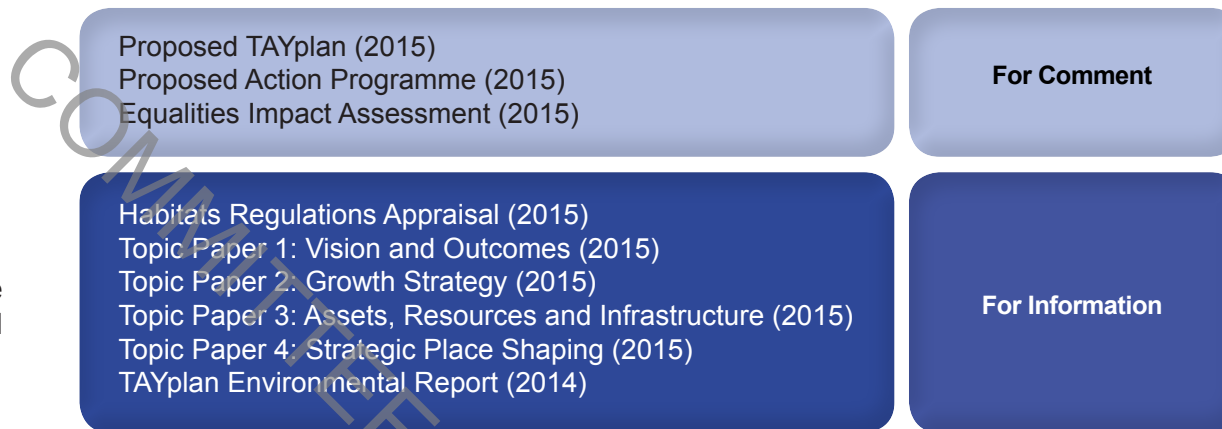 Proposed TAYplan (2015)
Proposed Action Programme (2015)
Equalities Impact Assessment (2015)
For Comment
Habitats Regulations Appraisal (2015)
Topic Paper 1: Vision and Outcomes (2015)
Topic Paper 2: Growth Strategy (2015)
Topic Paper 3: Assets, Resources and Infrastructure (2015)
Topic Paper 4: Strategic Place Shaping (2015)
TAYplan Environmental Report (2014)
For Information